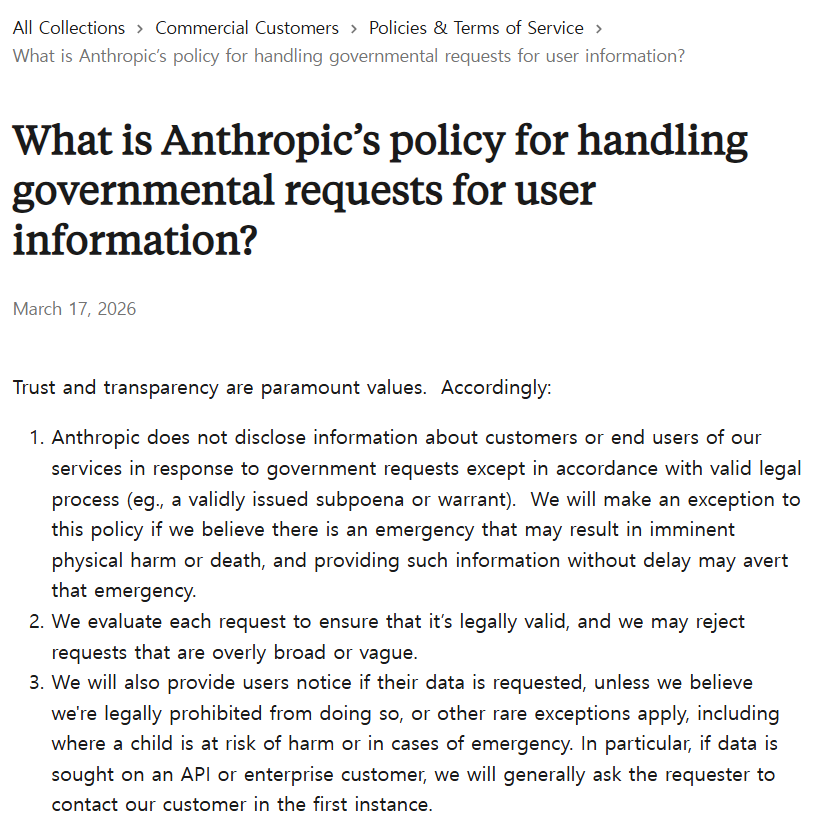 All Collections > Commercial Customers > Policies & Terms of Service >
What is Anthropic’s policy for handling governmental requests for user information?
What is Anthropic’s policy for handling
governmental requests for user
information?
March 17, 2026
Trust and transparency are paramount values.  Accordingly:
1. Anthropic does not disclose information about customers or end users of our
services in response to government requests except in accordance with valid legal
process (eg., a validly issued subpoena or warrant).  We will make an exception to
this policy if we believe there is an emergency that may result in imminent
physical harm or death, and providing such information without delay may avert
that emergency.
2. We evaluate each request to ensure that it’s legally valid, and we may reject
requests that are overly broad or vague.
3. We will also provide users notice if their data is requested, unless we believe
we're legally prohibited from doing so, or other rare exceptions apply, including
where a child is at risk of harm or in cases of emergency. In particular, if data is
sought on an API or enterprise customer, we will generally ask the requester to
contact our customer in the first instance.